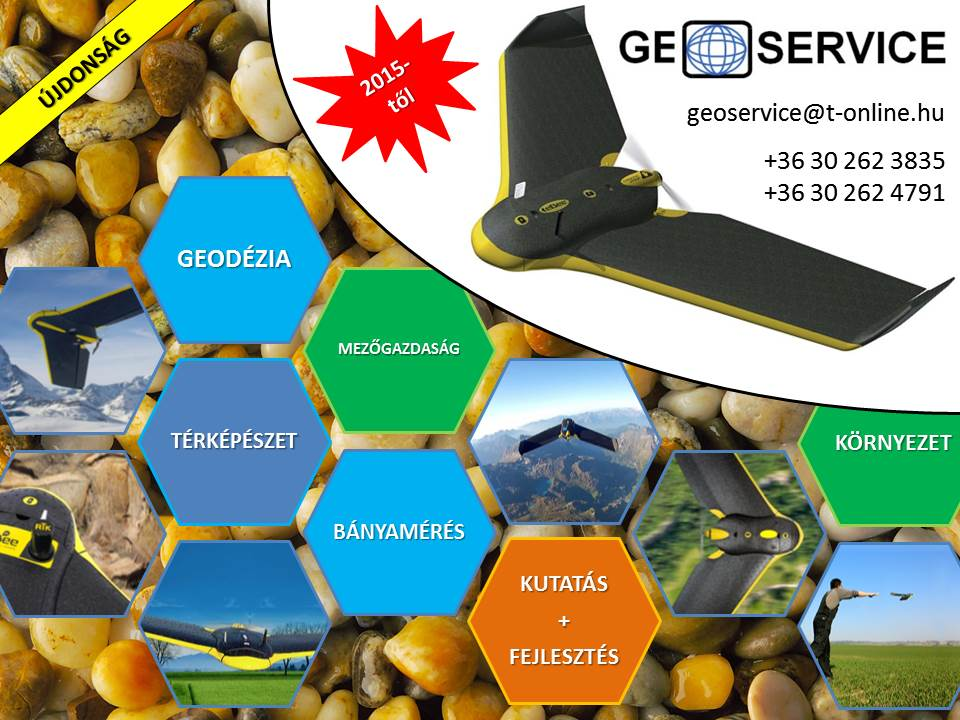 ÚJDONSÁG
2015-
től
GEOSERVICE
geoservice@t-online.hu
+36 30 262 3835
+36 30 262 4791
GEODÉZIA
MEZŐGAZDASÁG
TÉRKÉPÉSZET
KÖRNYEZET
BÁNYAMÉRÉS
RTK
KUTATÁS
+
FEJLESZTÉS